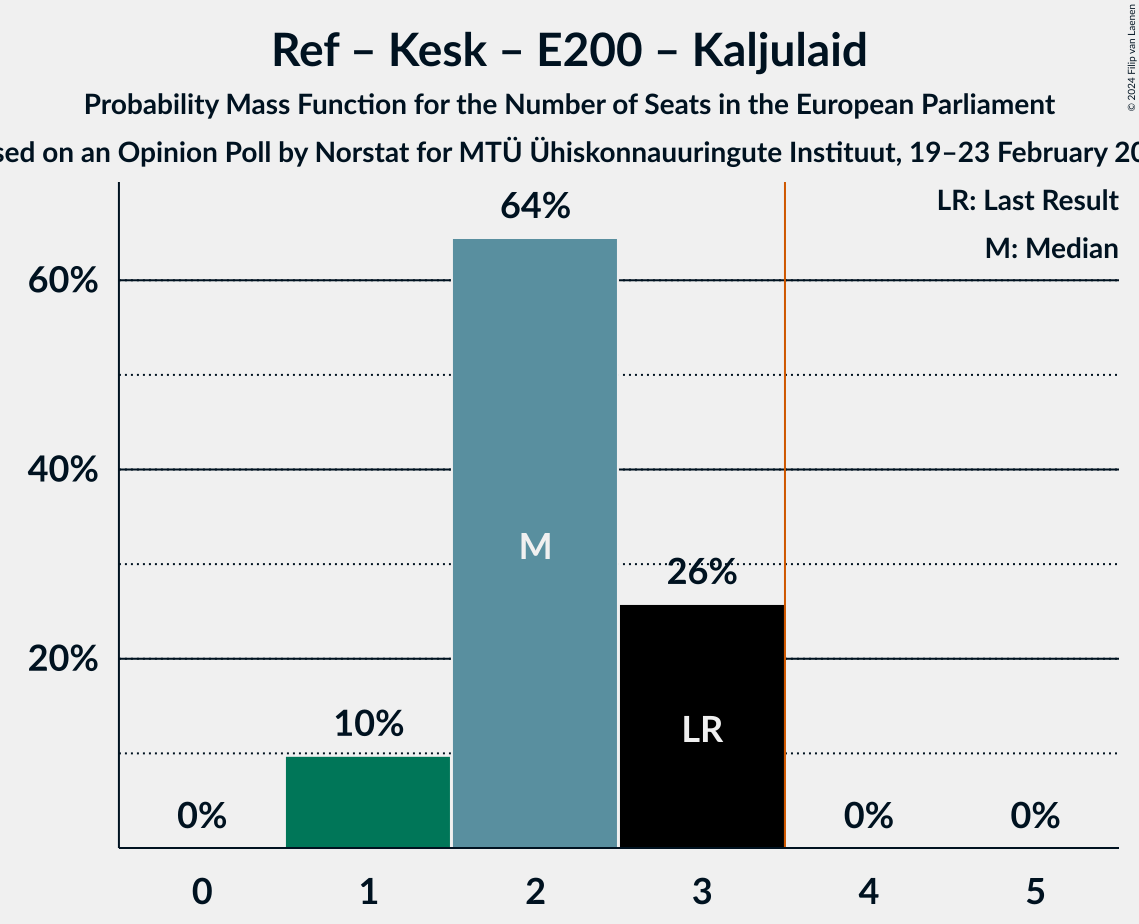 Ref – Kesk – E200 – Kaljulaid
Probability Mass Function for the Number of Seats in the European Parliament
on an Opinion Poll by Norstat for MTÜ Ühiskonnauuringute Instituut, 19–23 February
© 2024 Filip van Laenen
LR: Last Result
M: Median
64%
60%
40%
M
26%
20%
10%
LR
0%
0%
0%
0
1
2
3
4
5